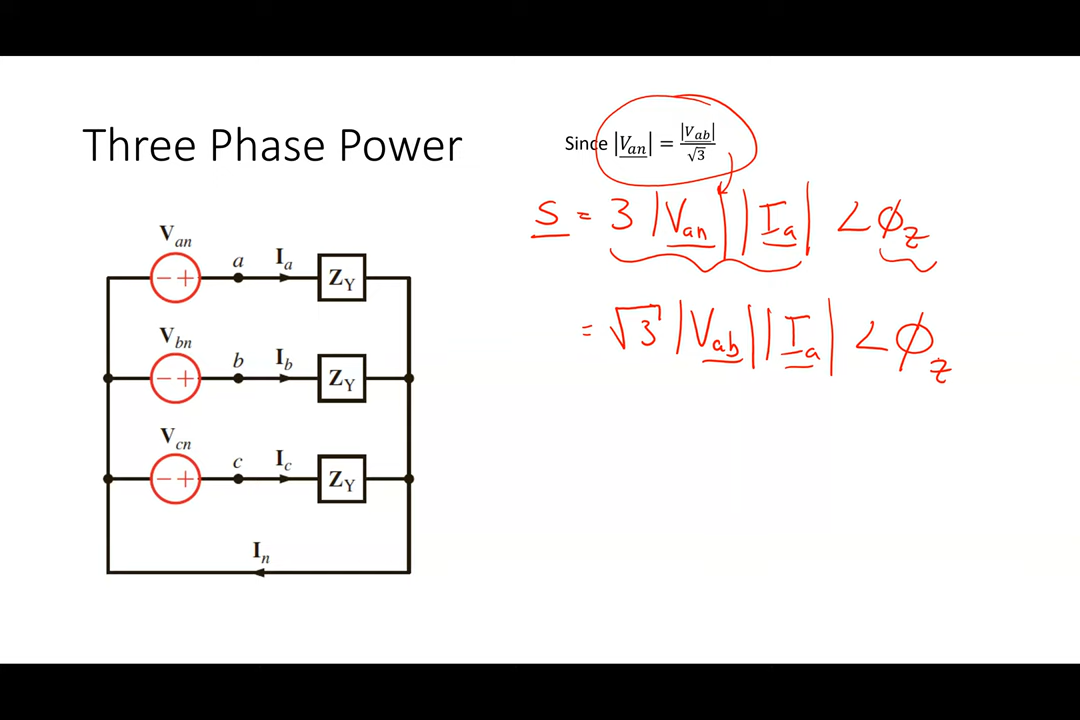 Three Phase Power
Since |V_an| = |V_ab|/√3
S = 3 |V_an| |I_a| ∠ϕ_z
= √3 |V_ab| |I_a| ∠ϕ_z
V_an
a I_a Z_Y
V_bn
b I_b Z_Y
V_cn
c I_c Z_Y
I_n